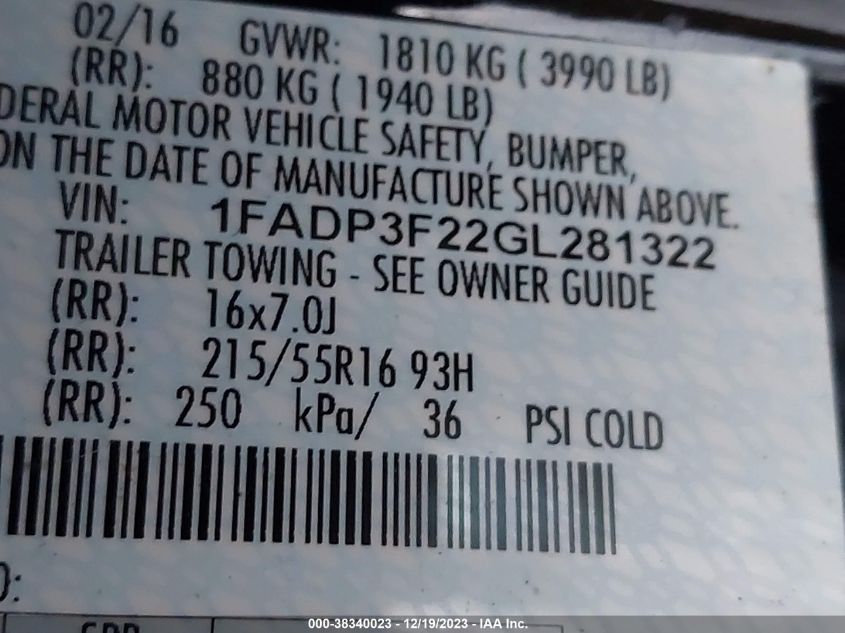 02/16 GVWR: 1810 KG ( 3990 LB)
(RR): 880 KG ( 1940 LB)
DERAL MOTOR VEHICLE SAFETY, BUMPER,
ON THE DATE OF MANUFACTURE SHOWN ABOVE.
VIN: 1FADP3F22GL281322
TRAILER TOWING - SEE OWNER GUIDE
(RR): 16x7.0J
(RR): 215/55R16 93H
(RR): 250 kPa/ 36 PSI COLD
):
000-38340023 - 12/19/2023 - IAA Inc.